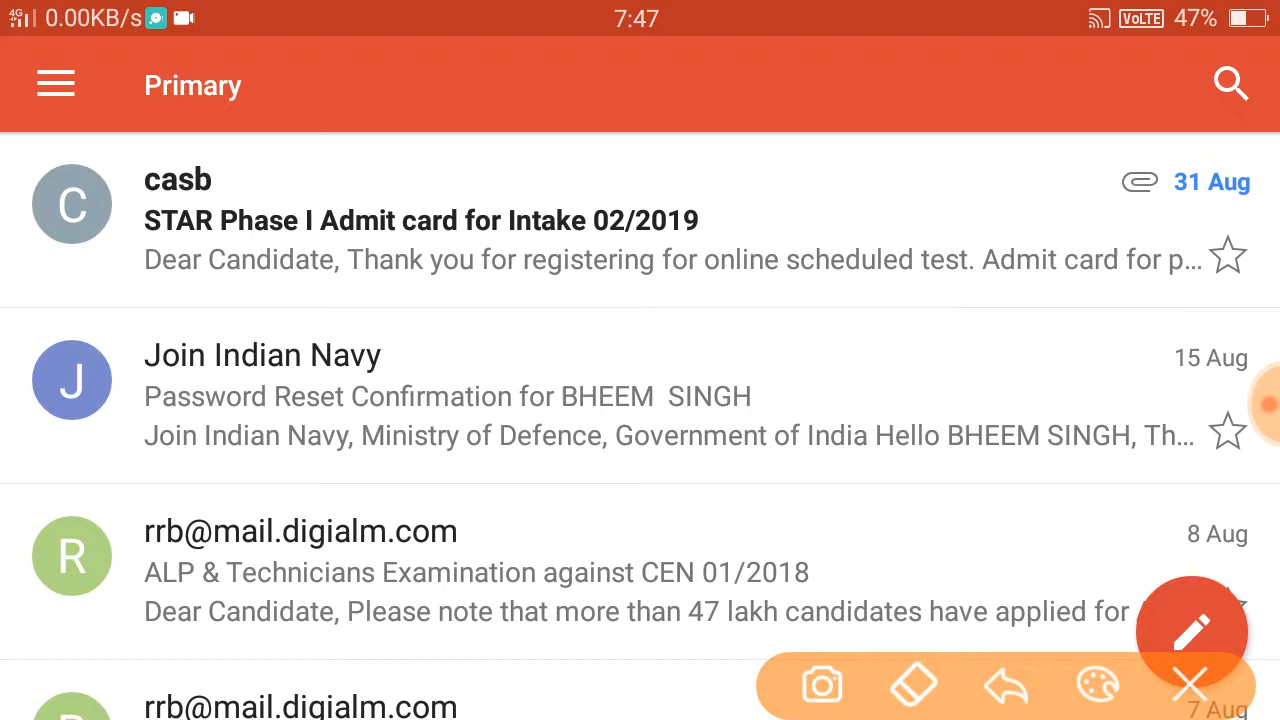 4G 0.00KB/s 7:47 VoLTE 47%
Primary
C casb 31 Aug
STAR Phase I Admit card for Intake 02/2019
Dear Candidate, Thank you for registering for online scheduled test. Admit card for p...
J Join Indian Navy 15 Aug
Password Reset Confirmation for BHEEM SINGH
Join Indian Navy, Ministry of Defence, Government of India Hello BHEEM SINGH, Th...
R rrb@mail.digialm.com 8 Aug
ALP & Technicians Examination against CEN 01/2018
Dear Candidate, Please note that more than 47 lakh candidates have applied for
R rrb@mail.digialm.com 7 Aug